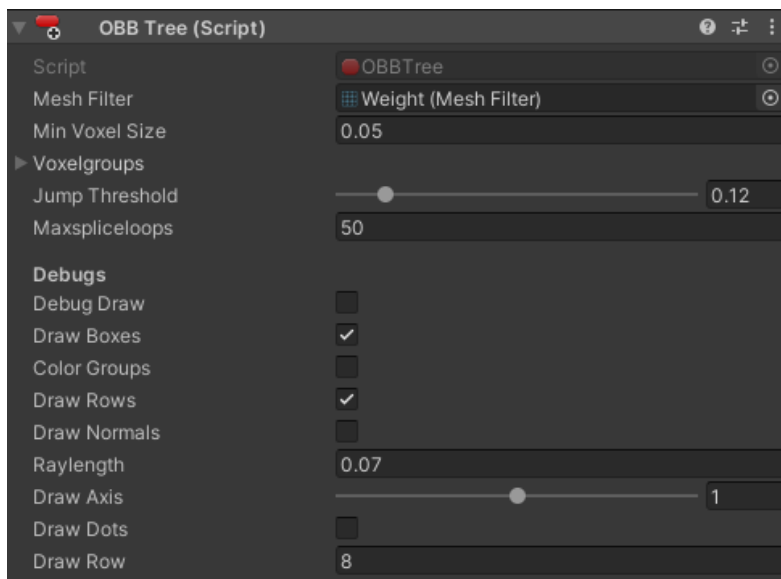 OBB Tree (Script)
Script OBBTree
Mesh Filter Weight (Mesh Filter)
Min Voxel Size 0.05
Voxelgroups
Jump Threshold 0.12
Maxspliceloops 50
Debugs
Debug Draw
Draw Boxes
Color Groups
Draw Rows
Draw Normals
Raylength 0.07
Draw Axis 1
Draw Dots
Draw Row 8